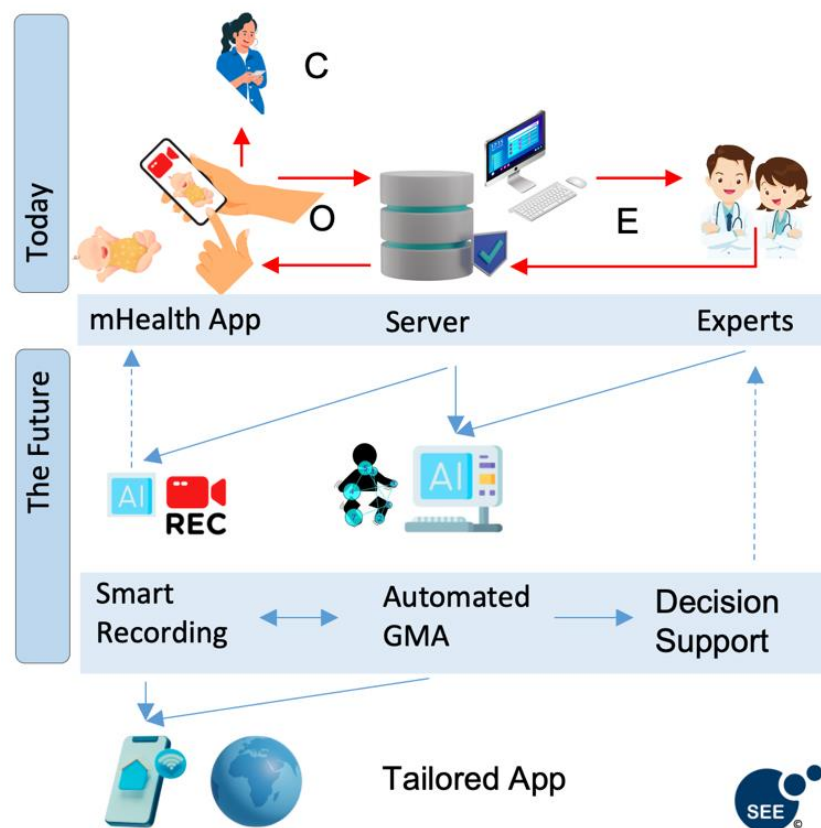 Today
C
O
E
mHealth App
Server
Experts
The Future
AI
REC
AI
Smart
Recording
Automated
GMA
Decision
Support
Tailored App
SEE
©